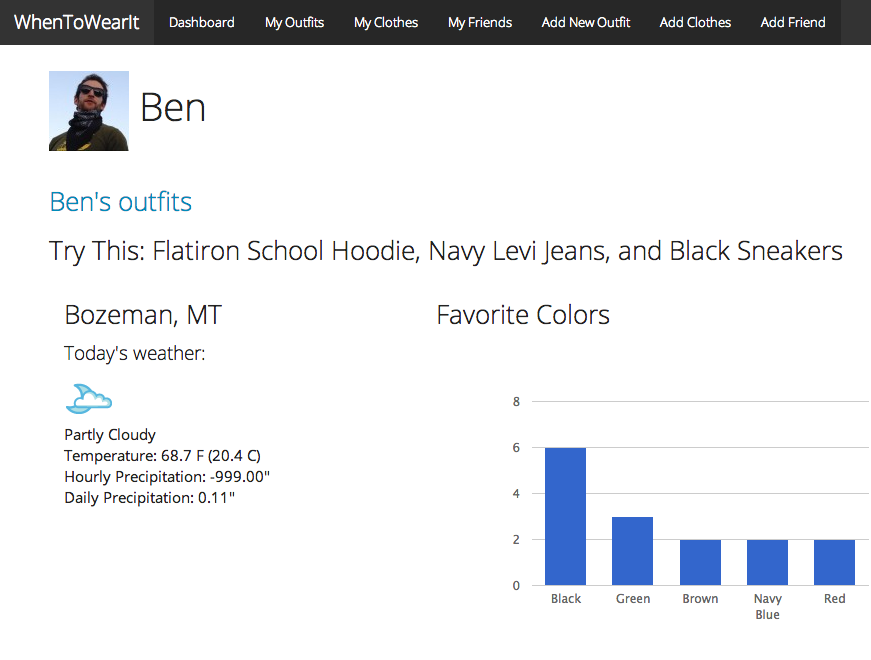 WhenToWearIt Dashboard My Outfits My Clothes My Friends Add New Outfit Add Clothes Add Friend
Ben
Ben's outfits
Try This: Flatiron School Hoodie, Navy Levi Jeans, and Black Sneakers
Bozeman, MT
Today's weather:
Partly Cloudy
Temperature: 68.7 F (20.4 C)
Hourly Precipitation: -999.00"
Daily Precipitation: 0.11"
Favorite Colors
8
6
4
2
0
Black Green Brown Navy Red
Blue